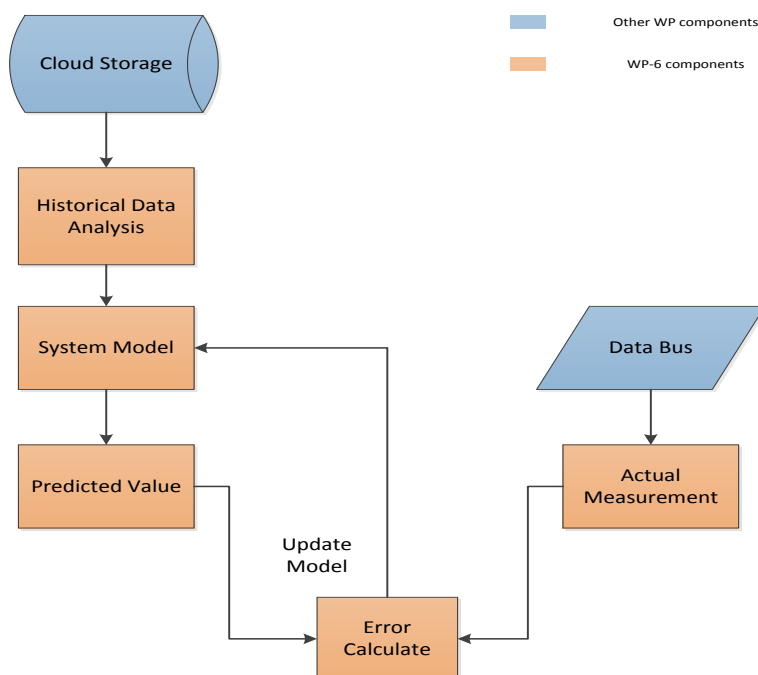 Other WP components
Cloud Storage
WP-6 components
Historical Data
Analysis
System Model
Data Bus
Predicted Value
Actual
Measurement
Update
Model
Error
Calculate